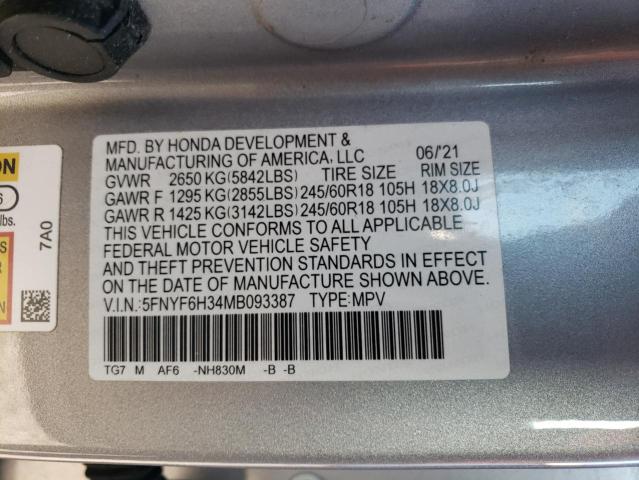 MFD. BY HONDA DEVELOPMENT &
MANUFACTURING OF AMERICA, LLC 06/'21
GVWR 2650 KG(5842LBS) TIRE SIZE RIM SIZE
GAWR F 1295 KG(2855LBS) 245/60R18 105H 18X8.0J
GAWR R 1425 KG(3142LBS) 245/60R18 105H 18X8.0J
THIS VEHICLE CONFORMS TO ALL APPLICABLE
FEDERAL MOTOR VEHICLE SAFETY
AND THEFT PREVENTION STANDARDS IN EFFECT
ON THE DATE OF MANUFACTURE SHOWN ABOVE.
V.I.N.:5FNYF6H34MB093387 TYPE:MPV
TG7 M AF6 -NH830M -B -B
lbs.
7A0